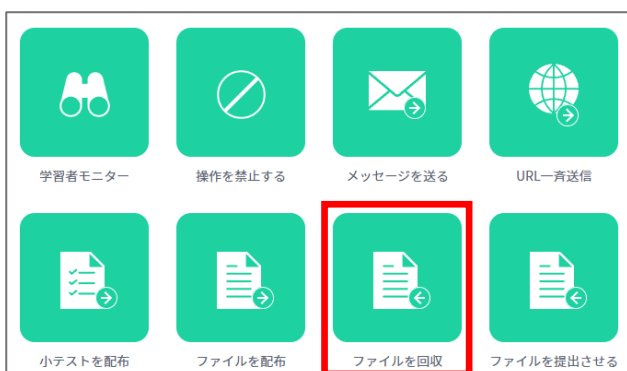 学習者モニター
操作を禁止する
メッセージを送る
URL一斉送信
小テストを配布
ファイルを配布
ファイルを回収
ファイルを提出させる